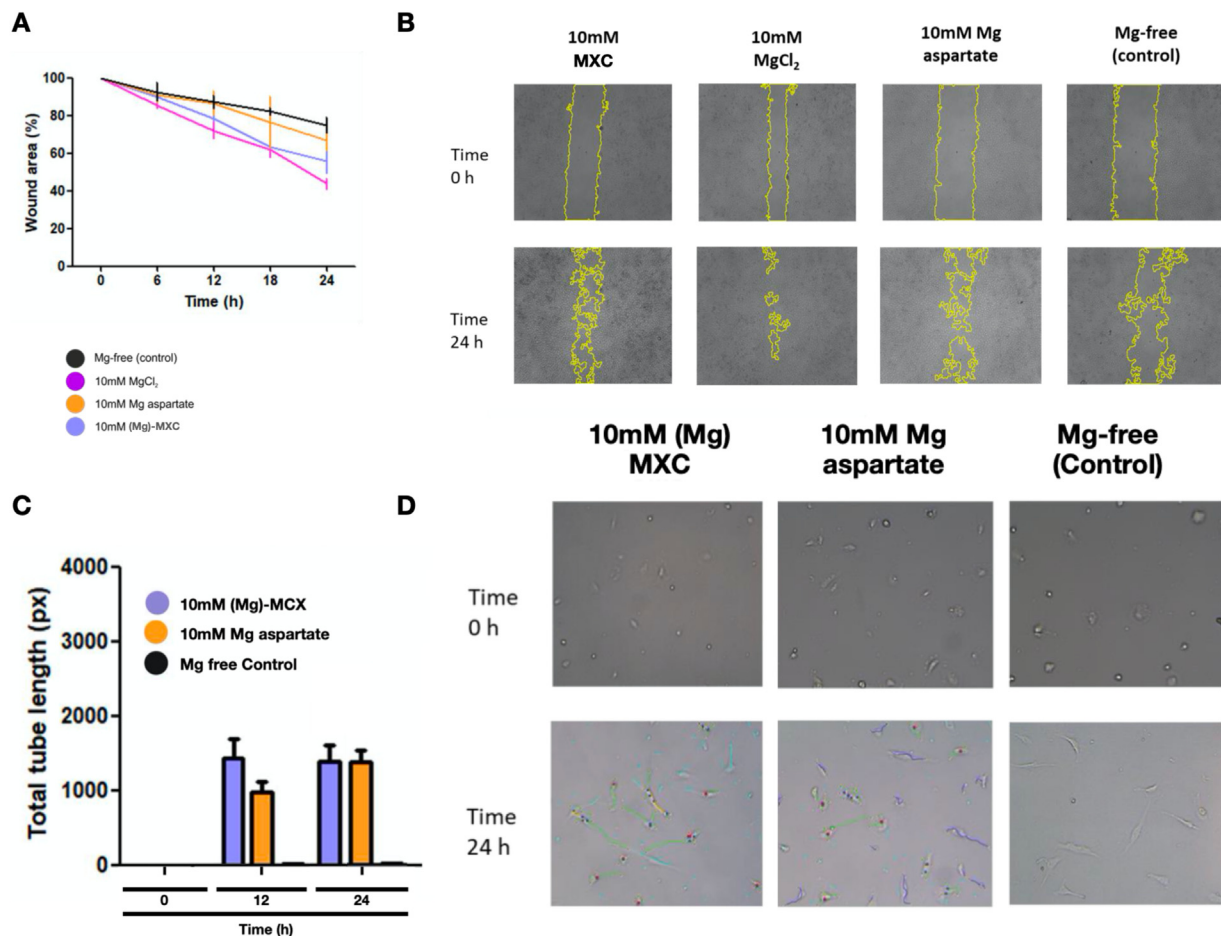 A
Wound area (%)
100
80
60
40
20
0
0 6 12 18 24
Time (h)
Mg-free (control)
10mM MgCl₂
10mM Mg aspartate
10mM (Mg)-MXC
B
10mM
MXC
10mM
MgCl₂
10mM Mg
aspartate
Mg-free
(control)
Time
0 h
Time
24 h
C
Total tube length (px)
4000
3000
2000
1000
0
10mM (Mg)-MCX
10mM Mg aspartate
Mg free Control
0 12 24
Time (h)
D
10mM (Mg)
MXC
10mM Mg
aspartate
Mg-free
(Control)
Time
0 h
Time
24 h